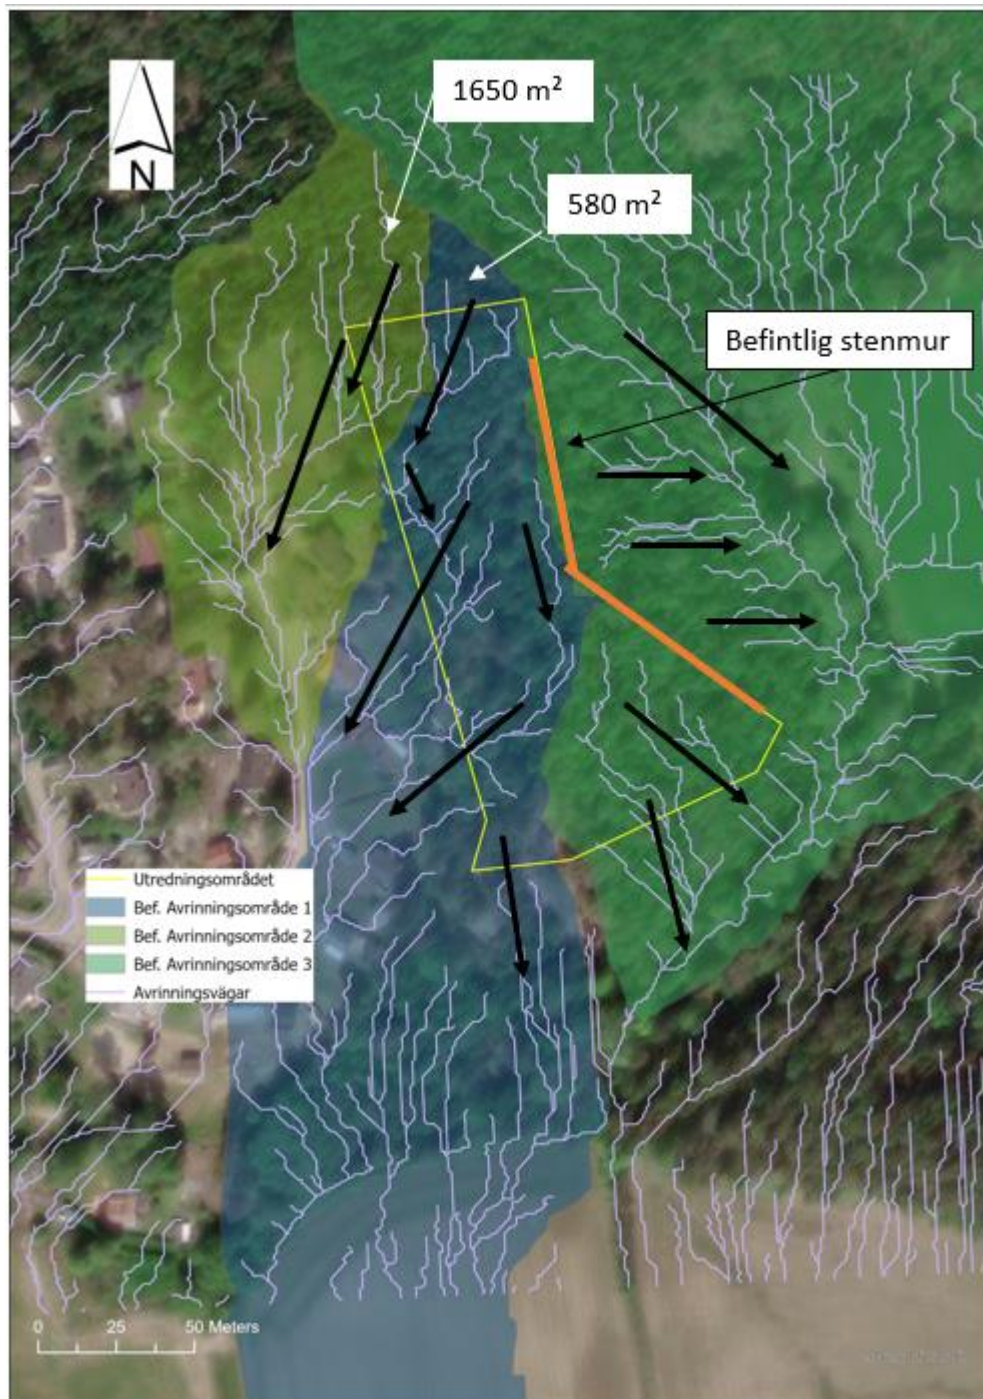 1650 m²
N
580 m²
Befintlig stenmur
Utredningsområdet
Bef. Avrinningsområde 1
Bef. Avrinningsområde 2
Bef. Avrinningsområde 3
Avrinningsvägar
0 25 50 Meters